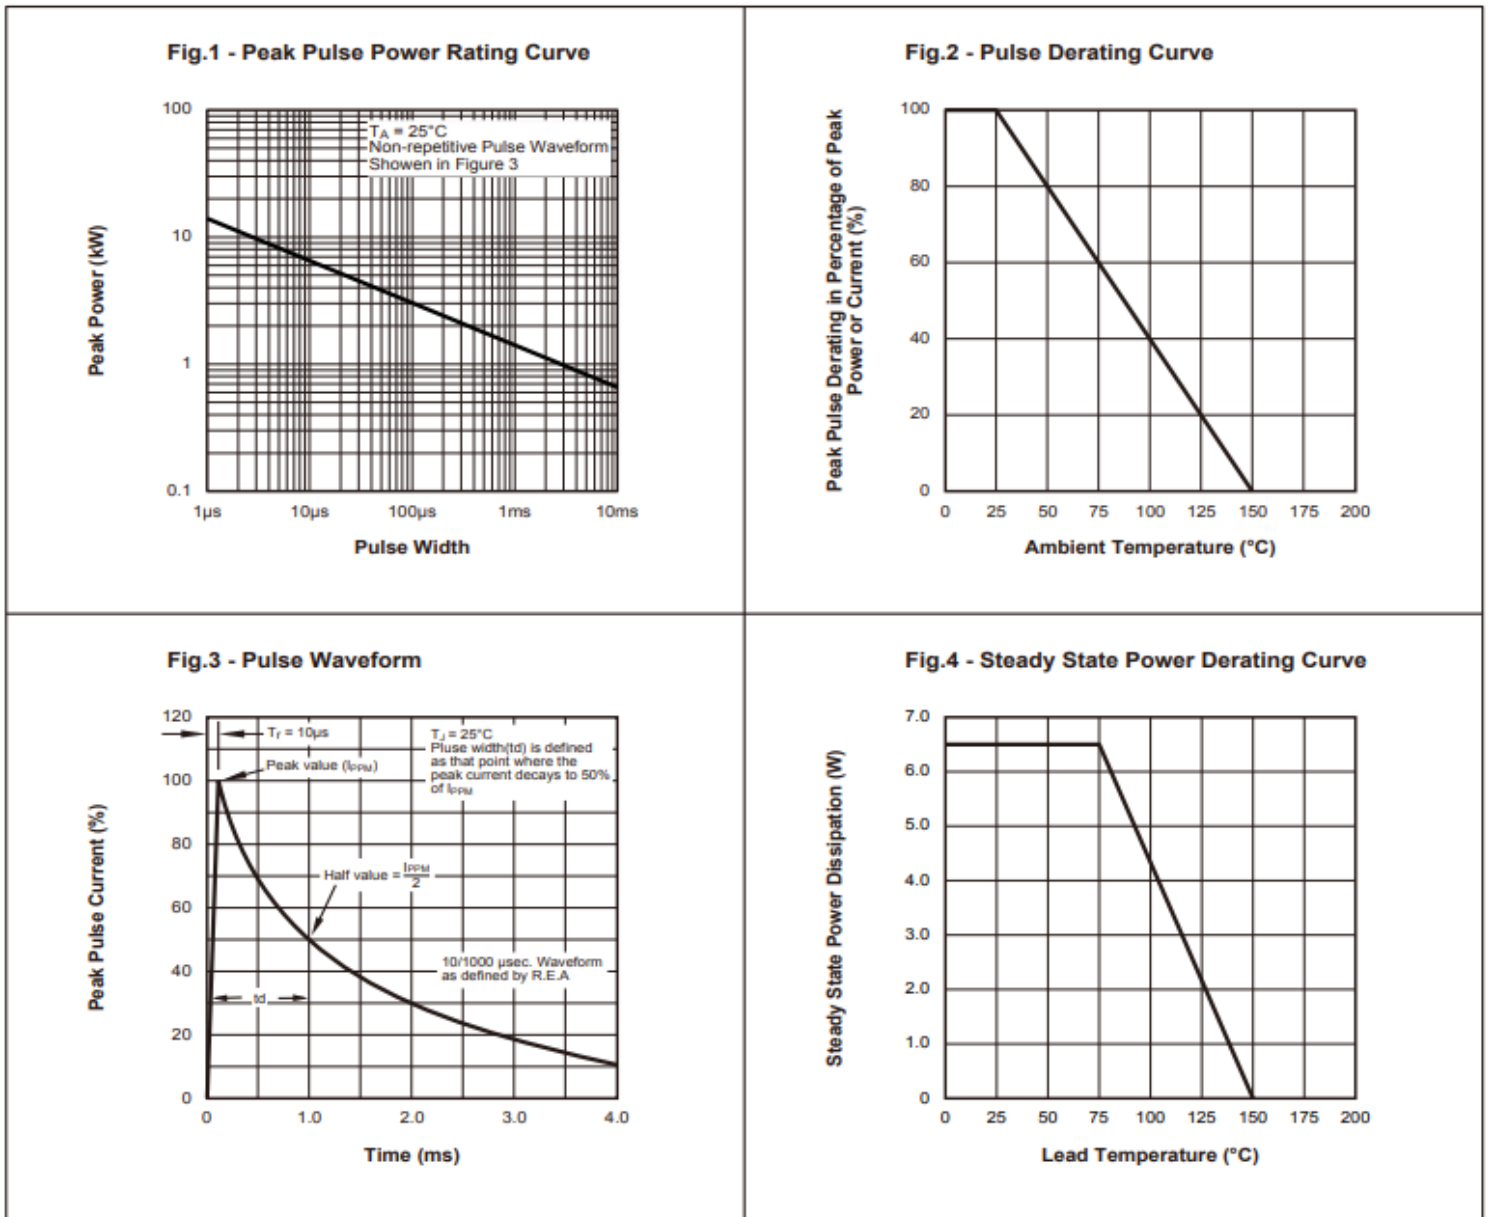 Fig.1 - Peak Pulse Power Rating Curve
100
10
1
0.1
TA = 25°C
Non-repetitive Pulse Waveform
Showen in Figure 3
Peak Power (kW)
1µs 10µs 100µs 1ms 10ms
Pulse Width
Fig.2 - Pulse Derating Curve
Peak Pulse Derating in Percentage of Peak
Power or Current (%)
100
80
60
40
20
0
0 25 50 75 100 125 150 175 200
Ambient Temperature (°C)
Fig.3 - Pulse Waveform
120
100
80
60
40
20
0
Tr = 10µs
Peak value (IPPM)
TJ = 25°C
Pluse width(td) is defined
as that point where the
peak current decays to 50%
of IPPM
Half value = IPPM
2
10/1000 µsec. Waveform
as defined by R.E.A
td
Peak Pulse Current (%)
0 1.0 2.0 3.0 4.0
Time (ms)
Fig.4 - Steady State Power Derating Curve
7.0
6.0
5.0
4.0
3.0
2.0
1.0
0
Steady State Power Dissipation (W)
0 25 50 75 100 125 150 175 200
Lead Temperature (°C)